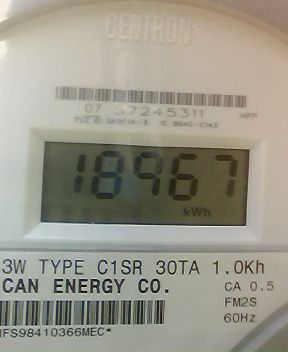 CENTRON®
07 57245311
18967
kWh
3W TYPE C1SR 30TA 1.0Kh
CAN ENERGY CO. CA 0.5
FM2S
IFS98410366MEC* 60Hz